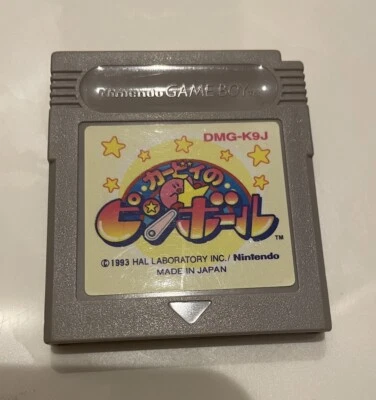 Nintendo GAME BOY
DMG-K9J
カービィの
ピンボール
TM
©1993 HAL LABORATORY INC./Nintendo
MADE IN JAPAN